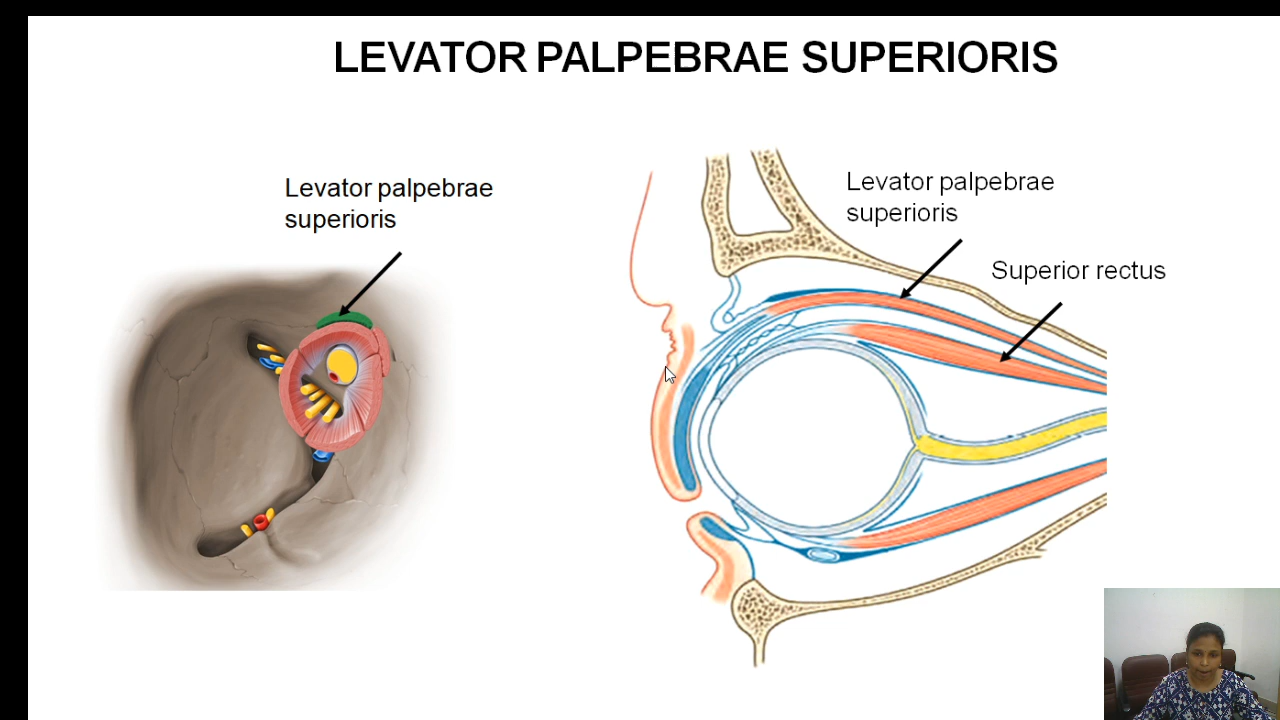 LEVATOR PALPEBRAE SUPERIORIS
Levator palpebrae
superioris
Levator palpebrae
superioris
Superior rectus